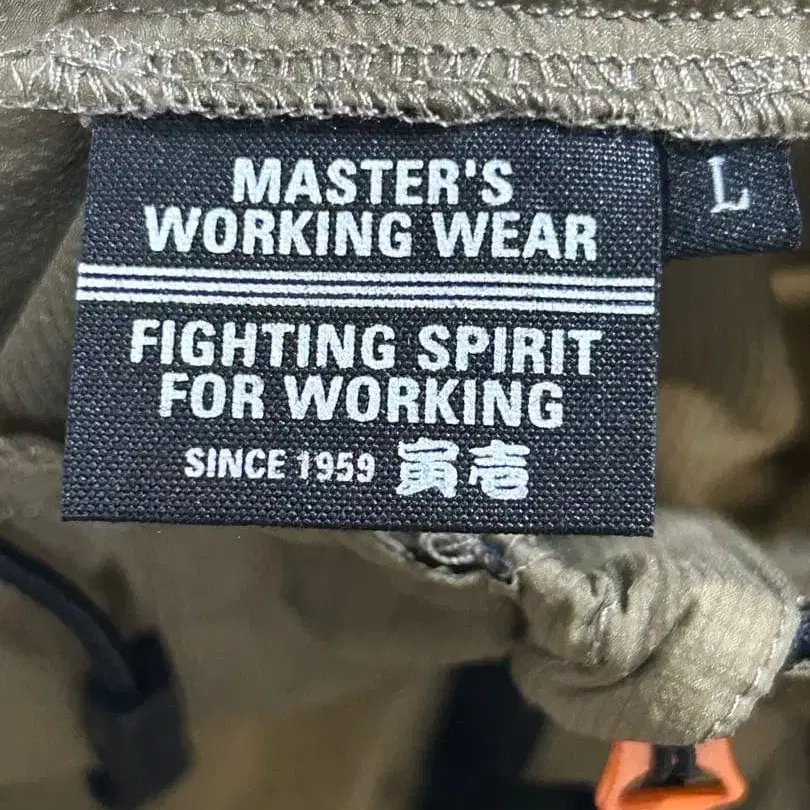 MASTER'S
WORKING WEAR
L
FIGHTING SPIRIT
FOR WORKING
SINCE 1959 寅壱